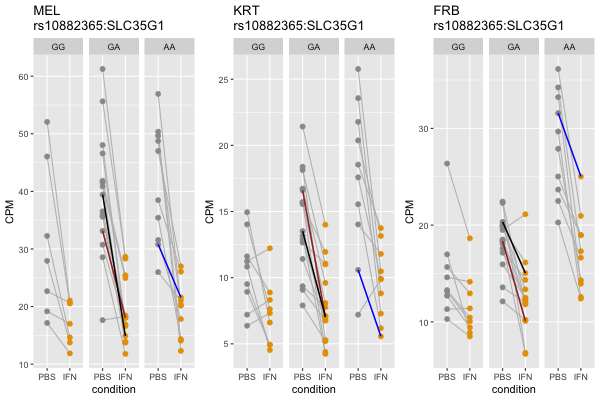 MEL
rs10882365:SLC35G1
GG GA AA
60
50
40
30
20
10
CPM
PBS IFN PBS IFN PBS IFN
condition
KRT
rs10882365:SLC35G1
GG GA AA
25
20
15
10
5
CPM
PBS IFN PBS IFN PBS IFN
condition
FRB
rs10882365:SLC35G1
GG GA AA
30
20
10
CPM
PBS IFN PBS IFN PBS IFN
condition